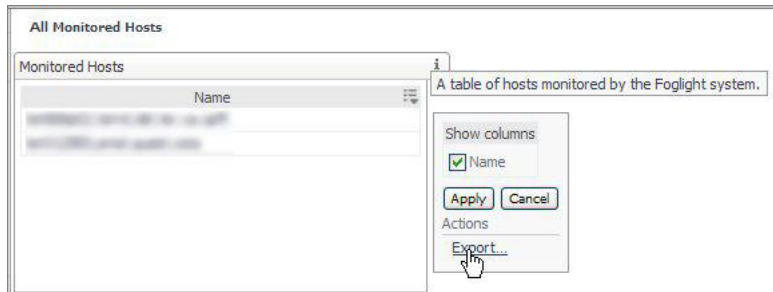 All Monitored Hosts
Monitored Hosts
i
A table of hosts monitored by the Foglight system.
Name
Show columns
Name
Apply Cancel
Actions
Export...